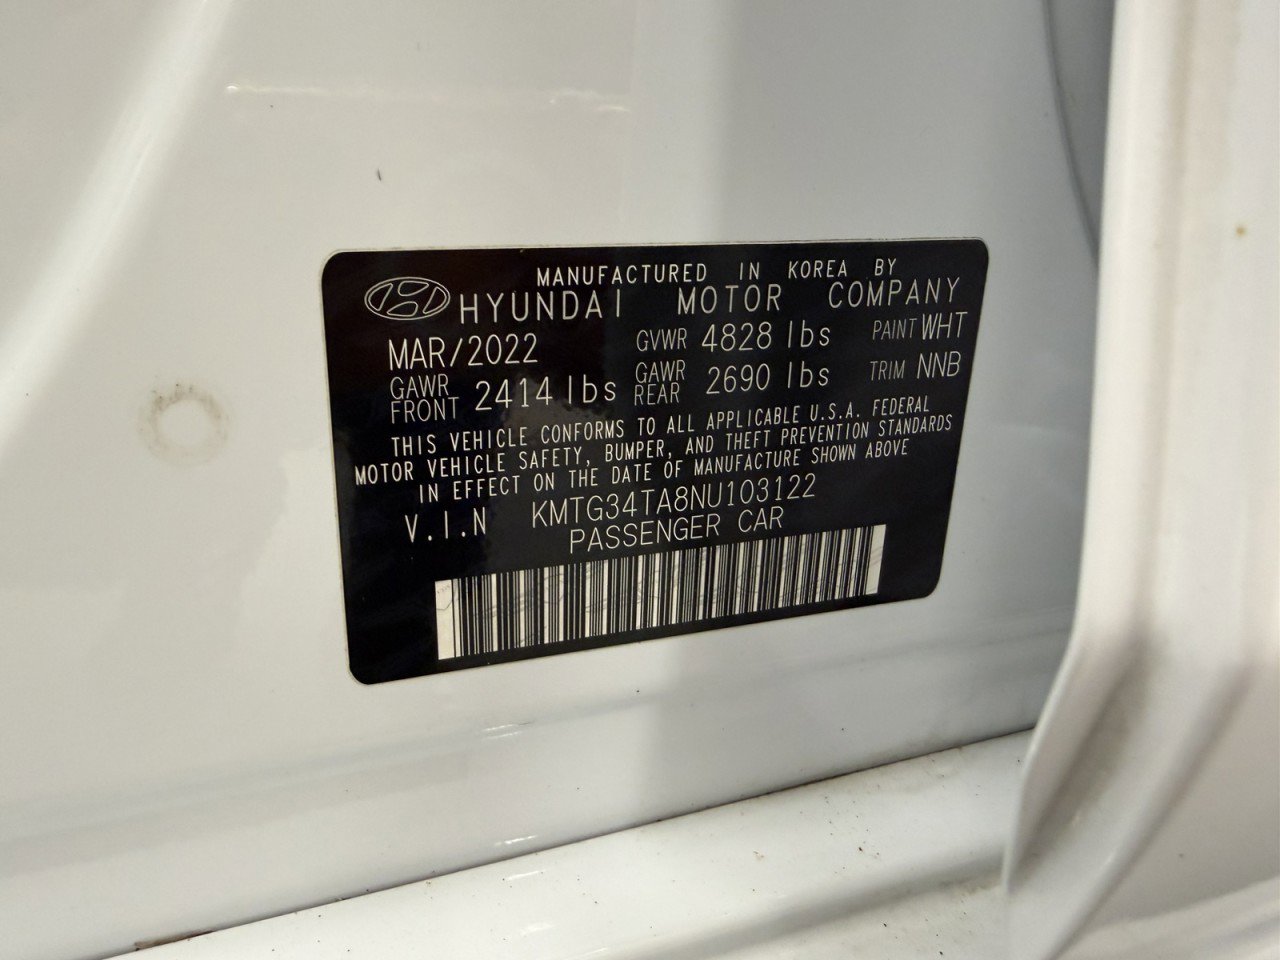 MANUFACTURED IN KOREA BY
HYUNDAI MOTOR COMPANY
MAR/2022 GVWR 4828 lbs PAINT WHT
GAWR FRONT 2414 lbs GAWR REAR 2690 lbs TRIM NNB
THIS VEHICLE CONFORMS TO ALL APPLICABLE U.S.A. FEDERAL
MOTOR VEHICLE SAFETY, BUMPER, AND THEFT PREVENTION STANDARDS
IN EFFECT ON THE DATE OF MANUFACTURE SHOWN ABOVE
V.I.N KMTG34TA8NU103122
PASSENGER CAR